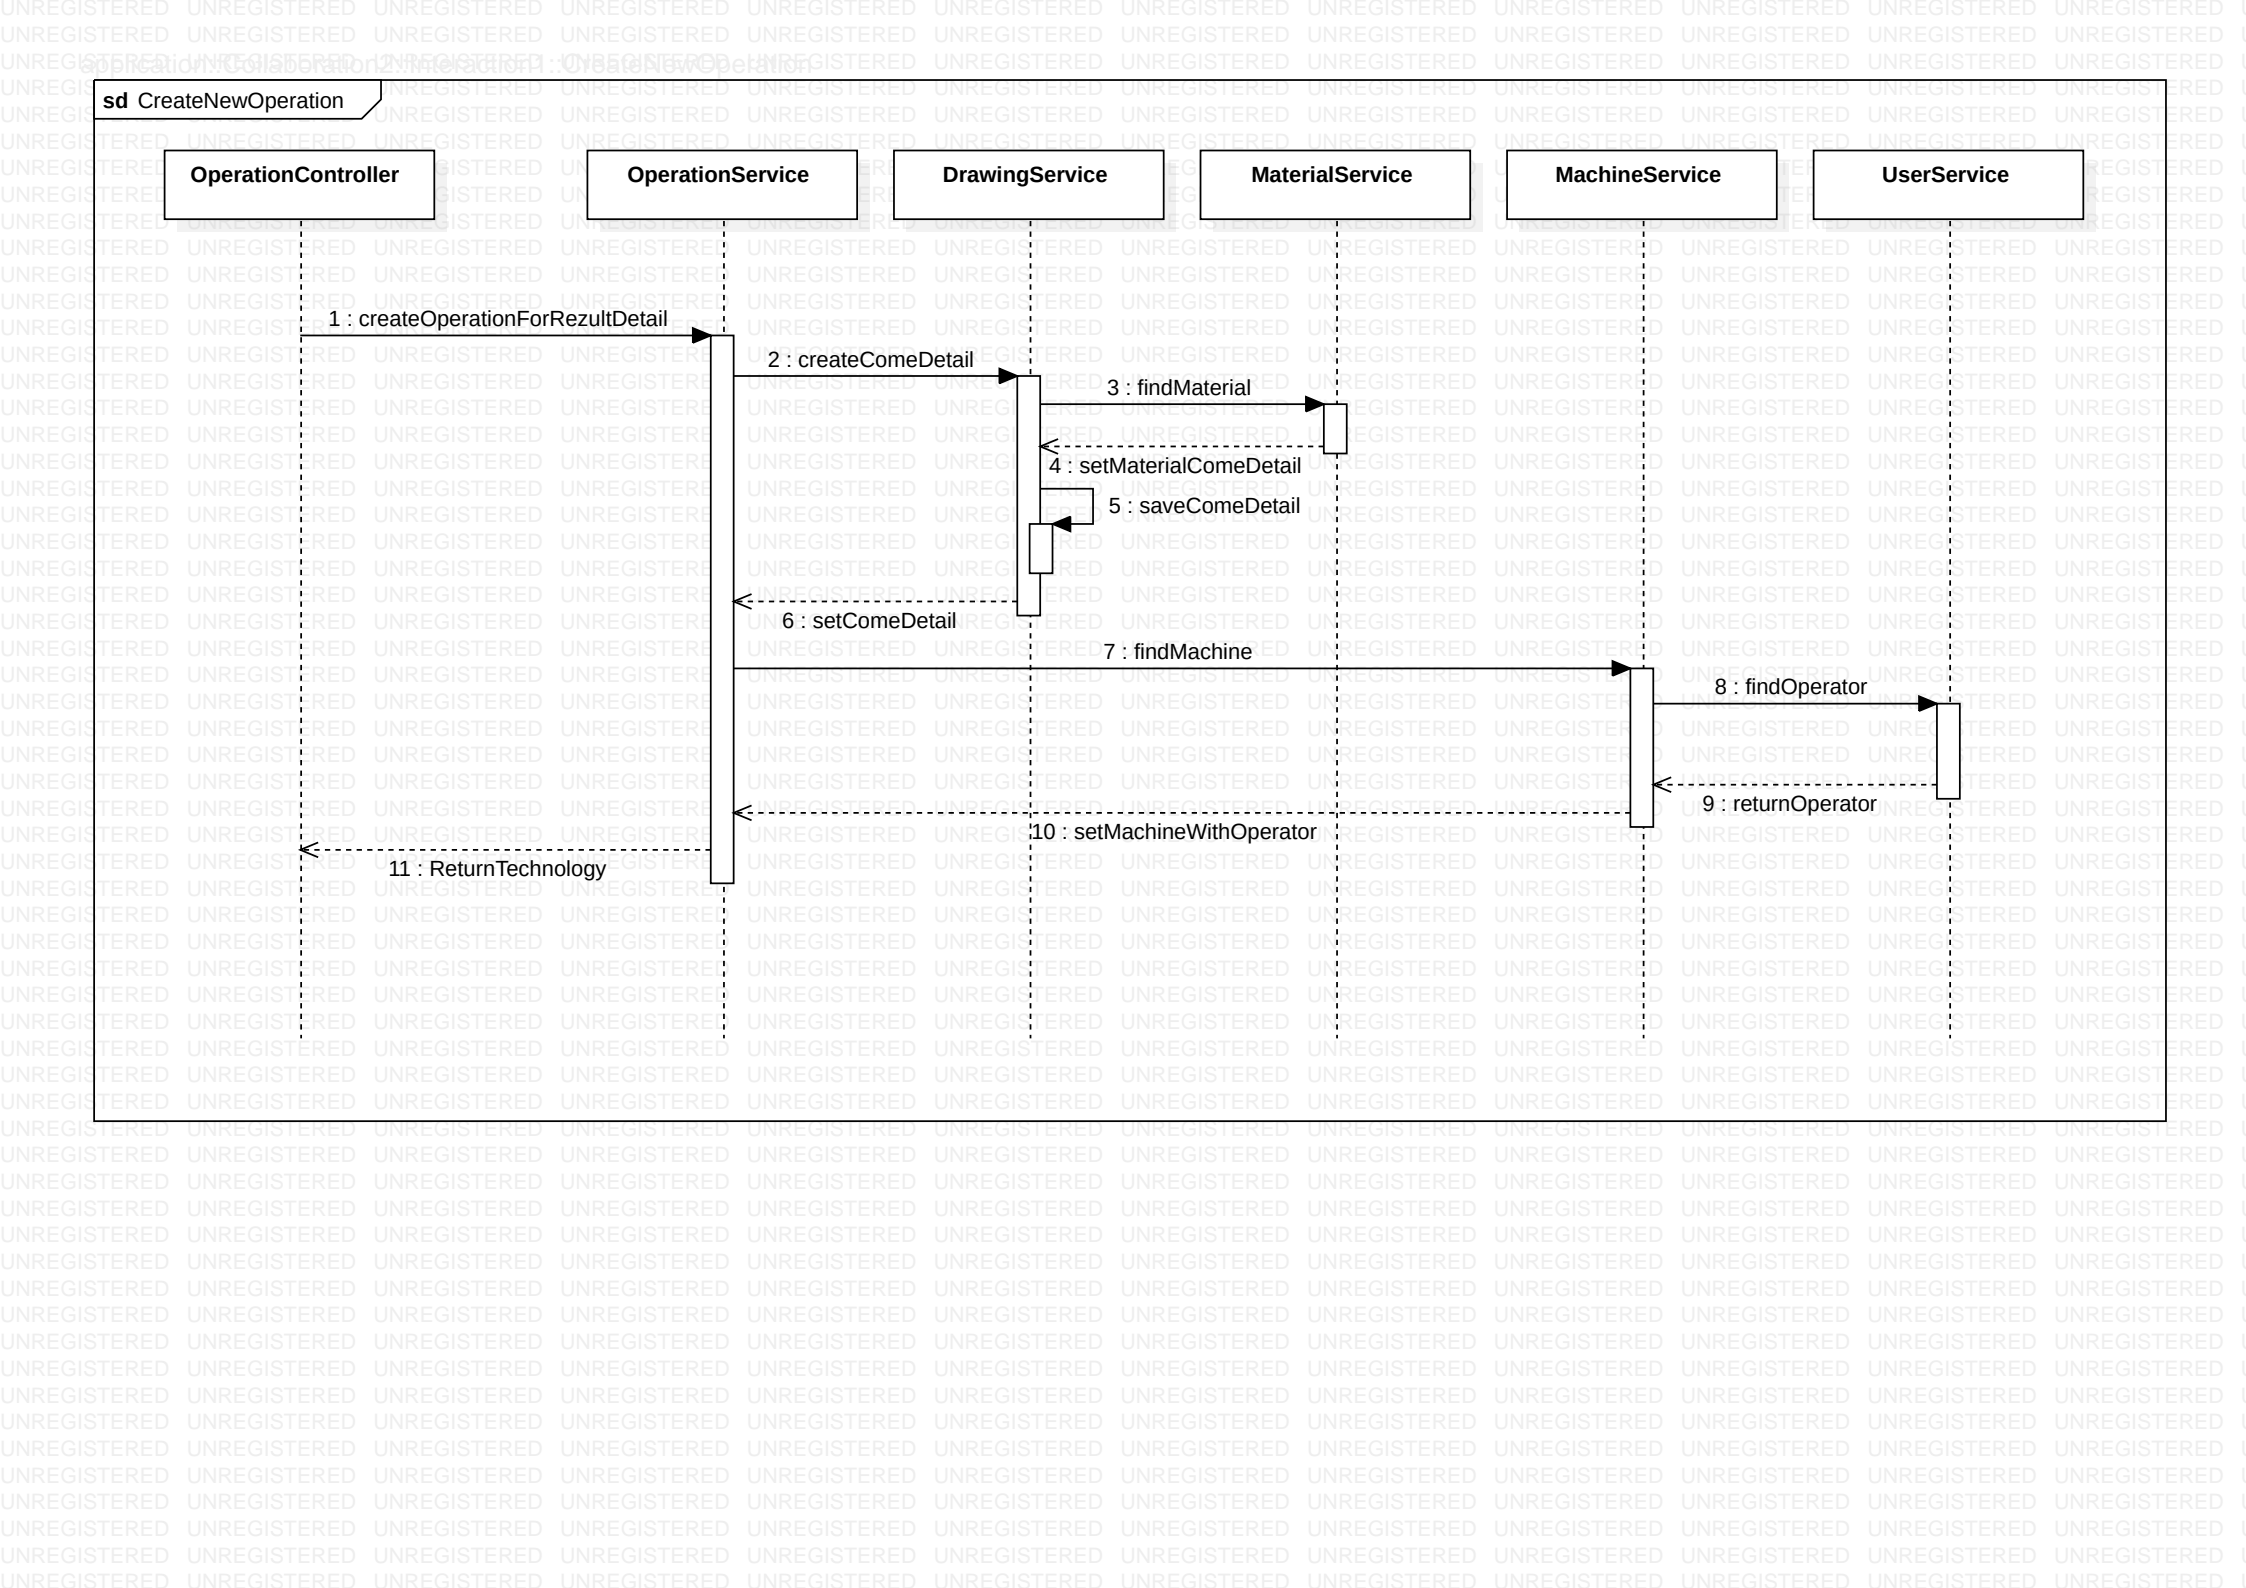 sd CreateNewOperation
OperationController
OperationService
DrawingService
MaterialService
MachineService
UserService
1 : createOperationForRezultDetail
2 : createComeDetail
3 : findMaterial
4 : setMaterialComeDetail
5 : saveComeDetail
6 : setComeDetail
7 : findMachine
8 : findOperator
9 : returnOperator
10 : setMachineWithOperator
11 : ReturnTechnology
UNREGISTERED